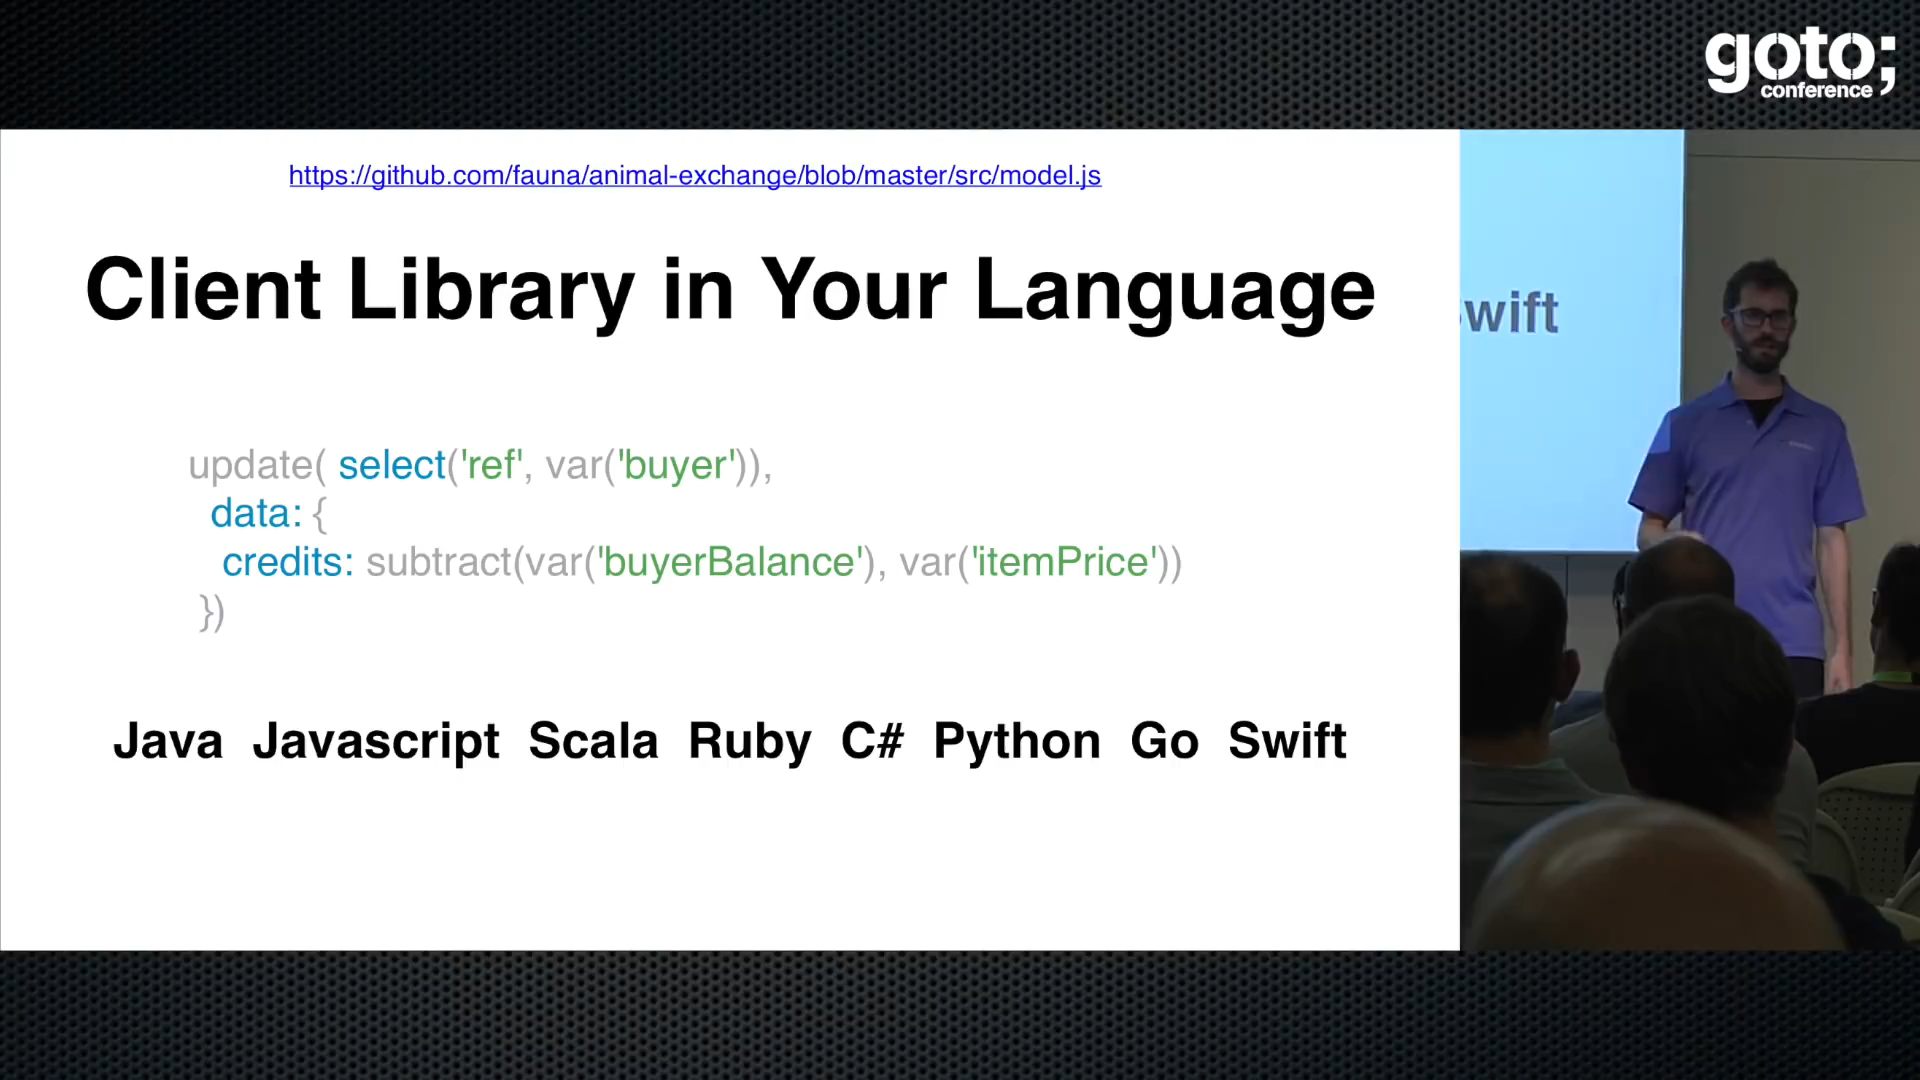 goto;
conference
https://github.com/fauna/animal-exchange/blob/master/src/model.js
Client Library in Your Language
update( select('ref', var('buyer')),
data: {
credits: subtract(var('buyerBalance'), var('itemPrice'))
})
Java Javascript Scala Ruby C# Python Go Swift
wift